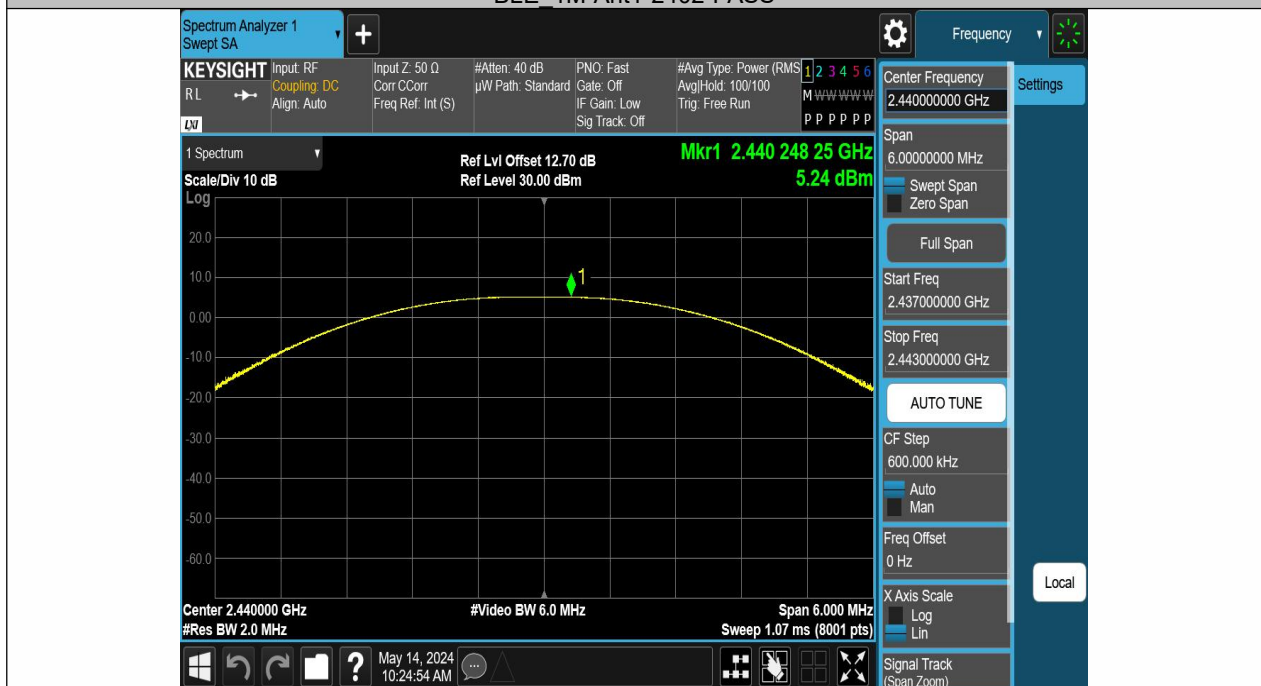 Spectrum Analyzer 1
Swept SA
+
Frequency
KEYSIGHT
RL
LXI
Input: RF
Coupling: DC
Align: Auto
Input Z: 50 Ω
Corr CCorr
Freq Ref: Int (S)
#Atten: 40 dB
µW Path: Standard
PNO: Fast
Gate: Off
IF Gain: Low
Sig Track: Off
#Avg Type: Power (RMS
Avg|Hold: 100/100
Trig: Free Run
1 2 3 4 5 6
M W W W W W
P P P P P P
1 Spectrum
Scale/Div 10 dB
Log
Ref Lvl Offset 12.70 dB
Ref Level 30.00 dBm
Mkr1 2.440 248 25 GHz
5.24 dBm
20.0
10.0
1
0.00
-10.0
-20.0
-30.0
-40.0
-50.0
-60.0
Center 2.440000 GHz
#Video BW 6.0 MHz
Span 6.000 MHz
#Res BW 2.0 MHz
Sweep 1.07 ms (8001 pts)
?
May 14, 2024
10:24:54 AM
Center Frequency
2.440000000 GHz
Settings
Span
6.00000000 MHz
Swept Span
Zero Span
Full Span
Start Freq
2.437000000 GHz
Stop Freq
2.443000000 GHz
AUTO TUNE
CF Step
600.000 kHz
Auto
Man
Freq Offset
0 Hz
Local
X Axis Scale
Log
Lin
Signal Track
(Span Zoom)